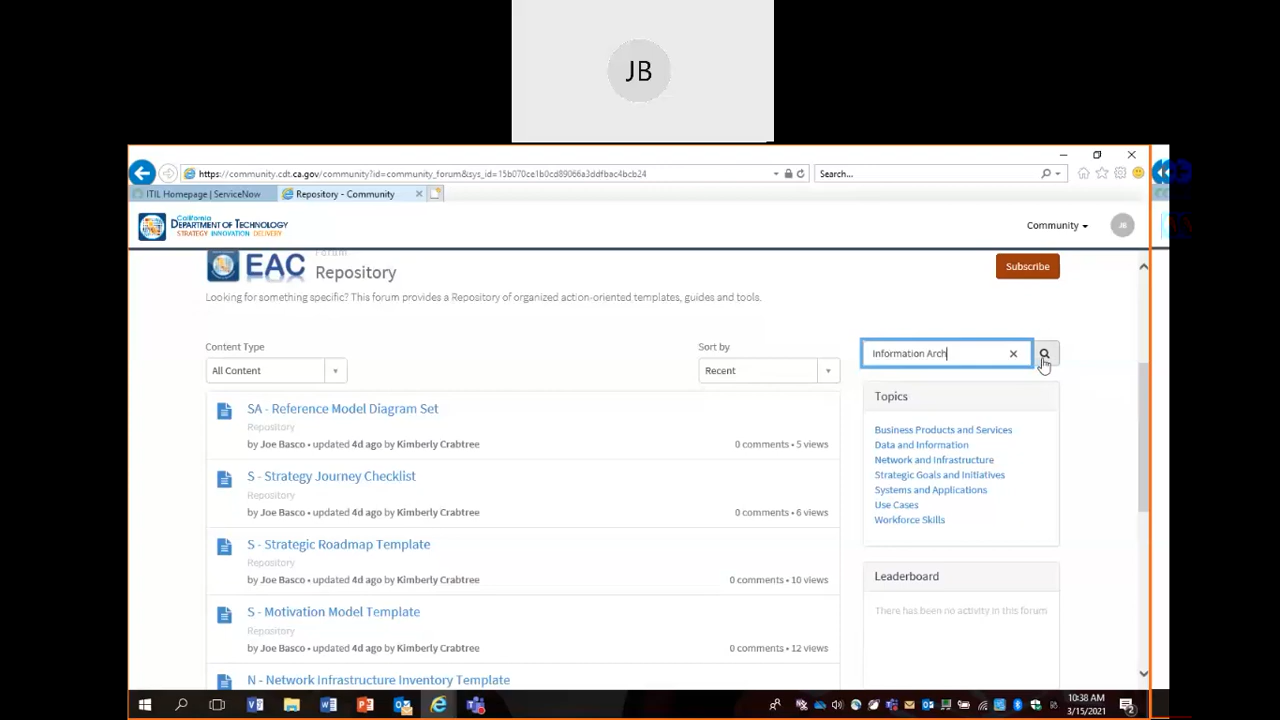 JB
https://community.cdt.ca.gov/community?id=community_forum&sys_id=15b070ce1b0cd89066a3ddfbac4bcb24
Search...
ITIL Homepage | ServiceNow
Repository - Community
California
DEPARTMENT OF TECHNOLOGY
STRATEGY INNOVATION DELIVERY
Community
JB
Forum
EAC
Repository
Subscribe
Looking for something specific? This forum provides a Repository of organized action-oriented templates, guides and tools.
Content Type
Sort by
Information Arch
All Content
Recent
Topics
SA - Reference Model Diagram Set
Repository
by Joe Basco • updated 4d ago by Kimberly Crabtree
0 comments • 5 views
S - Strategy Journey Checklist
Repository
by Joe Basco • updated 4d ago by Kimberly Crabtree
0 comments • 6 views
S - Strategic Roadmap Template
Repository
by Joe Basco • updated 4d ago by Kimberly Crabtree
0 comments • 10 views
S - Motivation Model Template
Repository
by Joe Basco • updated 4d ago by Kimberly Crabtree
0 comments • 12 views
N - Network Infrastructure Inventory Template
Business Products and Services
Data and Information
Network and Infrastructure
Strategic Goals and Initiatives
Systems and Applications
Use Cases
Workforce Skills
Leaderboard
There has been no activity in this forum
10:38 AM
3/15/2021